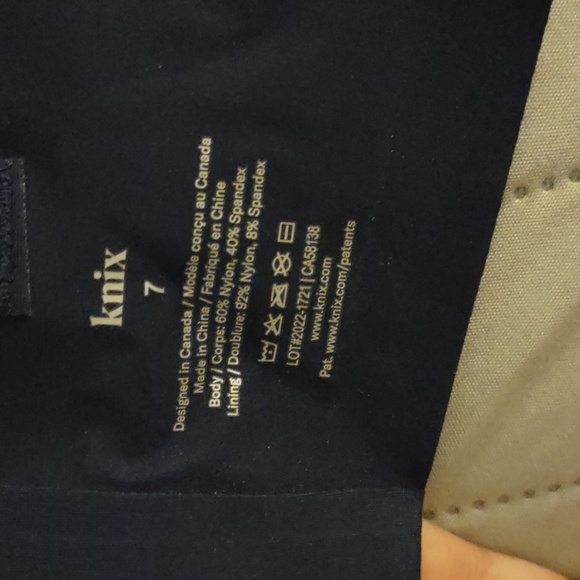 knix
7
Designed in Canada / Modèle conçu au Canada
Made in China / Fabriqué en Chine
Body / Corps: 60% Nylon, 40% Spandex
Lining / Doublure: 92% Nylon, 8% Spandex
LOT#2022-1721 | CA58138
www.knix.com
Pat. www.knix.com/patents